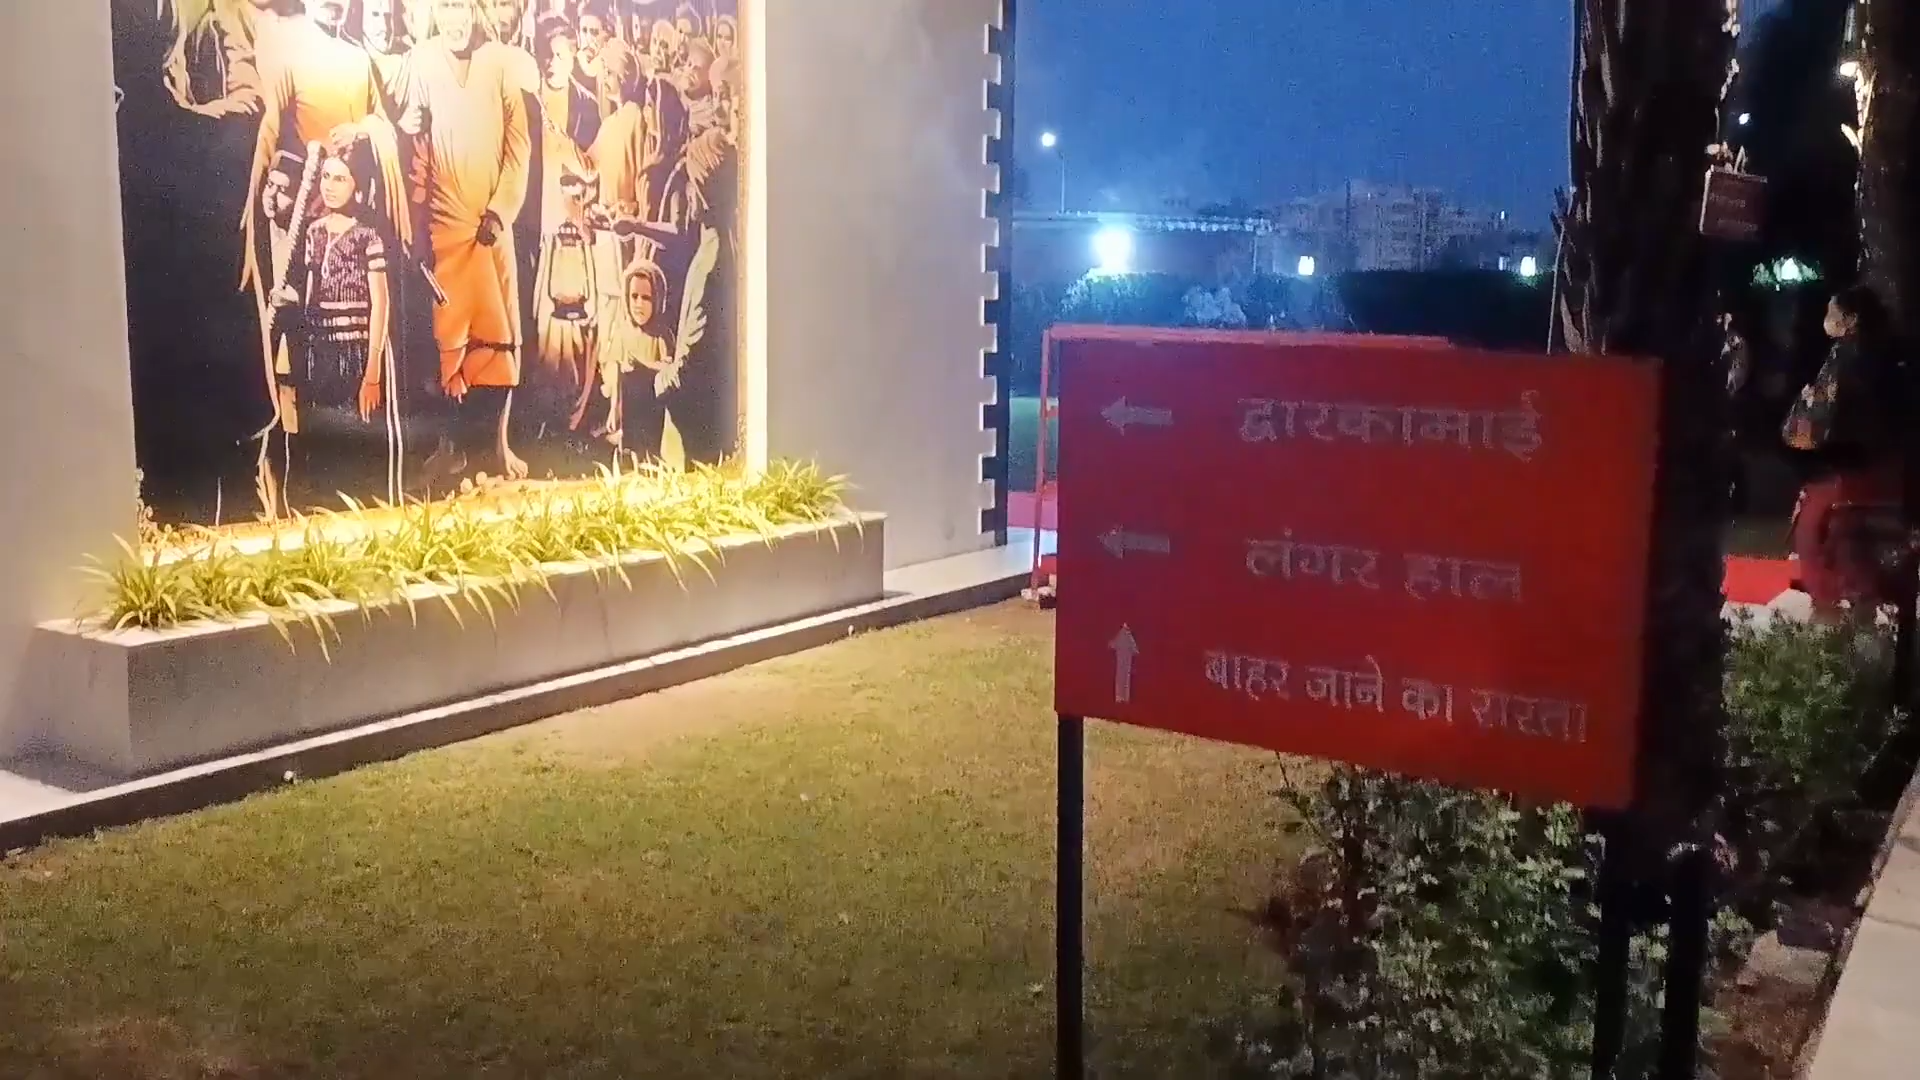 द्वारकामाई
लंगर हाल
बाहर जाने का रास्ता